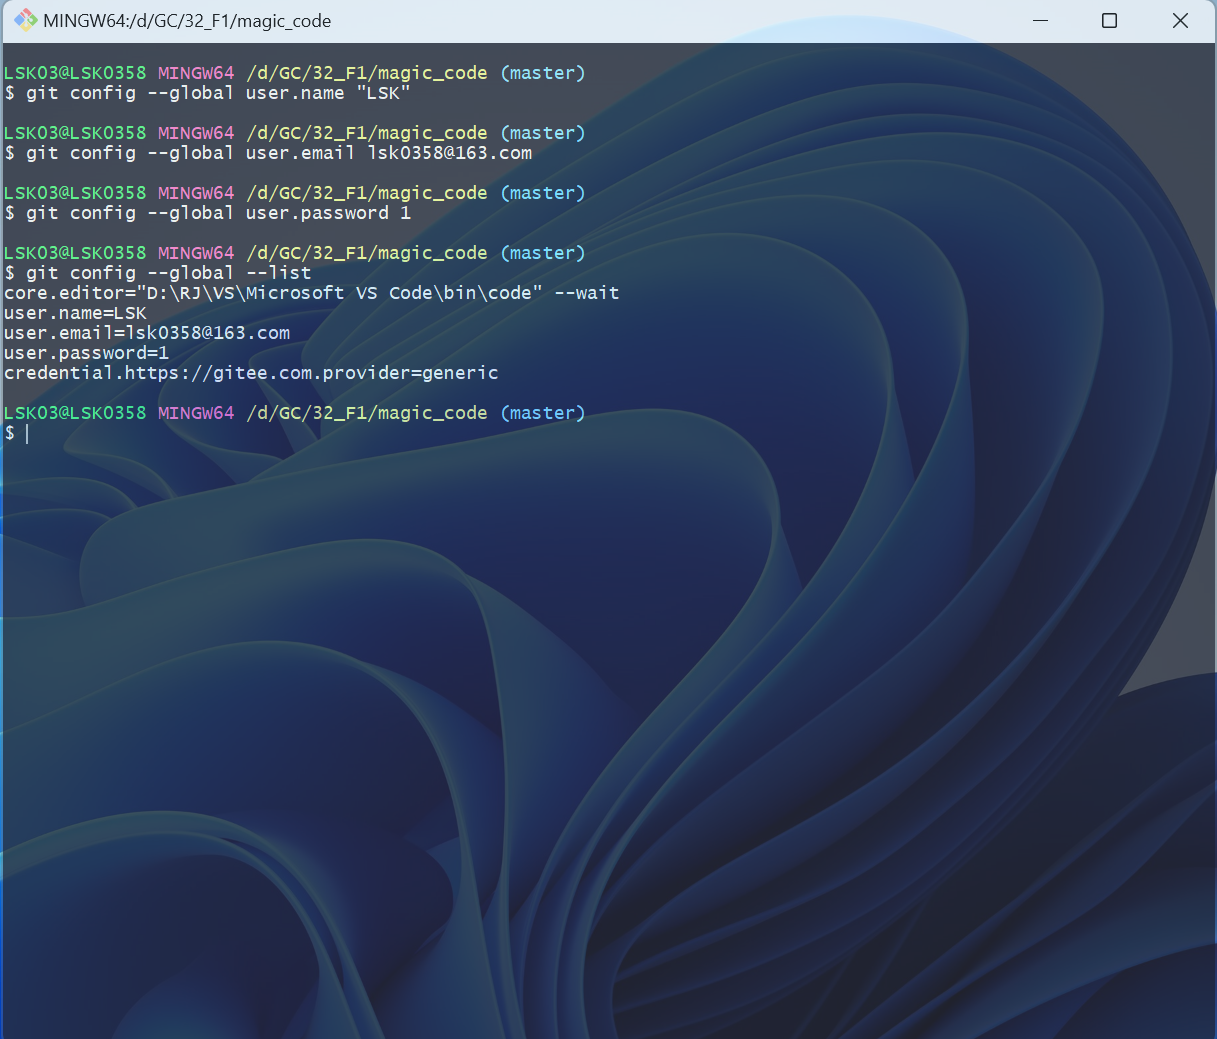 MINGW64:/d/GC/32_F1/magic_code
LSK03@LSK0358 MINGW64 /d/GC/32_F1/magic_code (master)
$ git config --global user.name "LSK"
LSK03@LSK0358 MINGW64 /d/GC/32_F1/magic_code (master)
$ git config --global user.email lsk0358@163.com
LSK03@LSK0358 MINGW64 /d/GC/32_F1/magic_code (master)
$ git config --global user.password 1
LSK03@LSK0358 MINGW64 /d/GC/32_F1/magic_code (master)
$ git config --global --list
core.editor="D:\RJ\VS\Microsoft VS Code\bin\code" --wait
user.name=LSK
user.email=lsk0358@163.com
user.password=1
credential.https://gitee.com.provider=generic
LSK03@LSK0358 MINGW64 /d/GC/32_F1/magic_code (master)
$